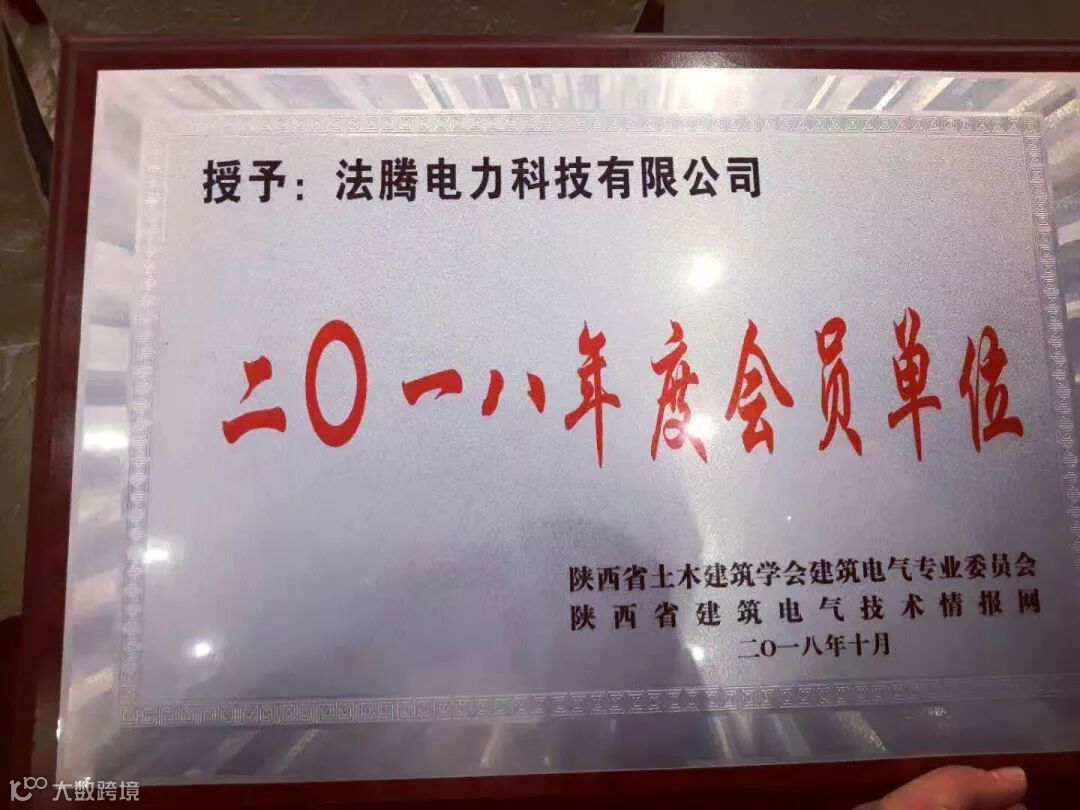 授予：法腾电力科技有限公司
二〇一八年度会员单位
陕西省土木建筑学会建筑电气专业委员会
陕西省建筑电气技术情报网
二〇一八年十月
大数跨境